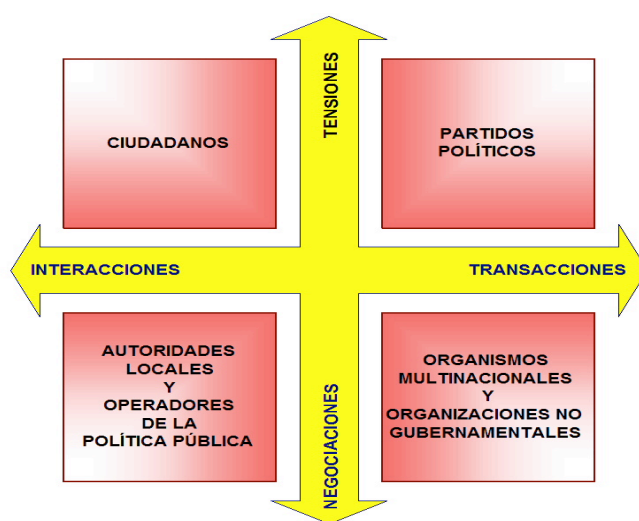 TENSIONES
CIUDADANOS
PARTIDOS
POLÍTICOS
INTERACCIONES
TRANSACCIONES
AUTORIDADES
LOCALES
Y
OPERADORES
DE LA
POLÍTICA PÚBLICA
ORGANISMOS
MULTINACIONALES
Y
ORGANIZACIONES NO
GUBERNAMENTALES
NEGOCIACIONES